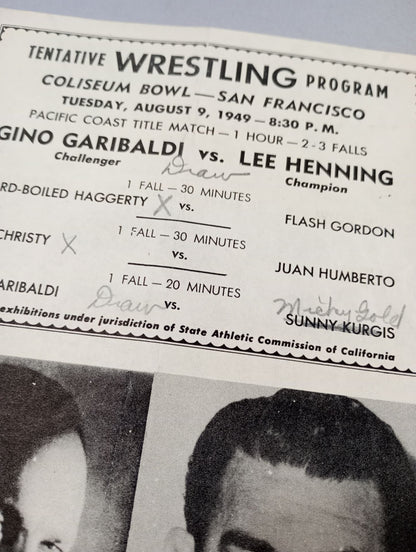 TENTATIVE WRESTLING PROGRAM
COLISEUM BOWL — SAN FRANCISCO
TUESDAY, AUGUST 9, 1949 – 8:30 P. M.
PACIFIC COAST TITLE MATCH — 1 HOUR — 2-3 FALLS
GINO GARIBALDI vs. LEE HENNING
Challenger Draw Champion
1 FALL — 30 MINUTES
RD-BOILED HAGGERTY X vs. FLASH GORDON
1 FALL — 30 MINUTES
CHRISTY X vs. JUAN HUMBERTO
1 FALL — 20 MINUTES
ARIBALDI Draw vs. Micky Gold
SUNNY KURGIS
exhibitions under jurisdiction of State Athletic Commission of California